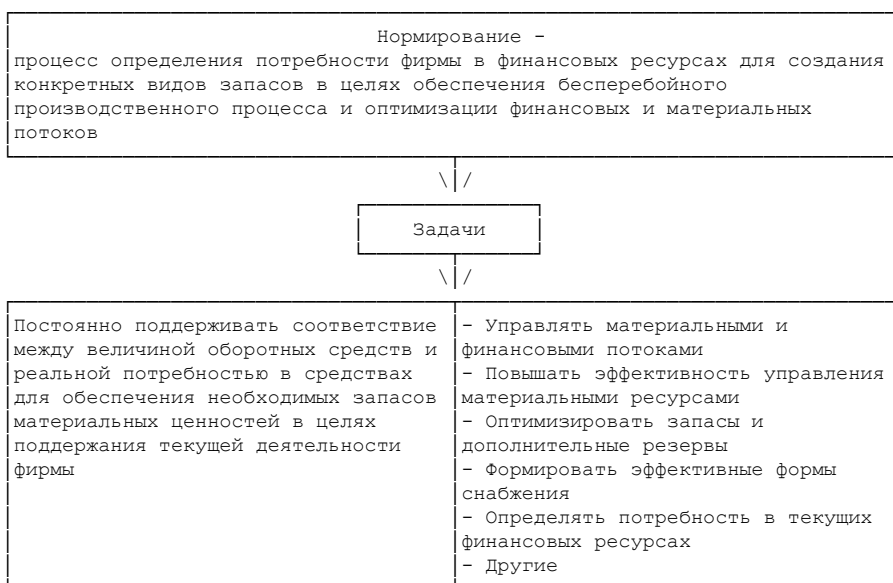 Нормирование -
процесс определения потребности фирмы в финансовых ресурсах для создания
конкретных видов запасов в целях обеспечения бесперебойного
производственного процесса и оптимизации финансовых и материальных
потоков
Задачи
Постоянно поддерживать соответствие
между величиной оборотных средств и
реальной потребностью в средствах
для обеспечения необходимых запасов
материальных ценностей в целях
поддержания текущей деятельности
фирмы
- Управлять материальными и
финансовыми потоками
- Повышать эффективность управления
материальными ресурсами
- Оптимизировать запасы и
дополнительные резервы
- Формировать эффективные формы
снабжения
- Определять потребность в текущих
финансовых ресурсах
- Другие